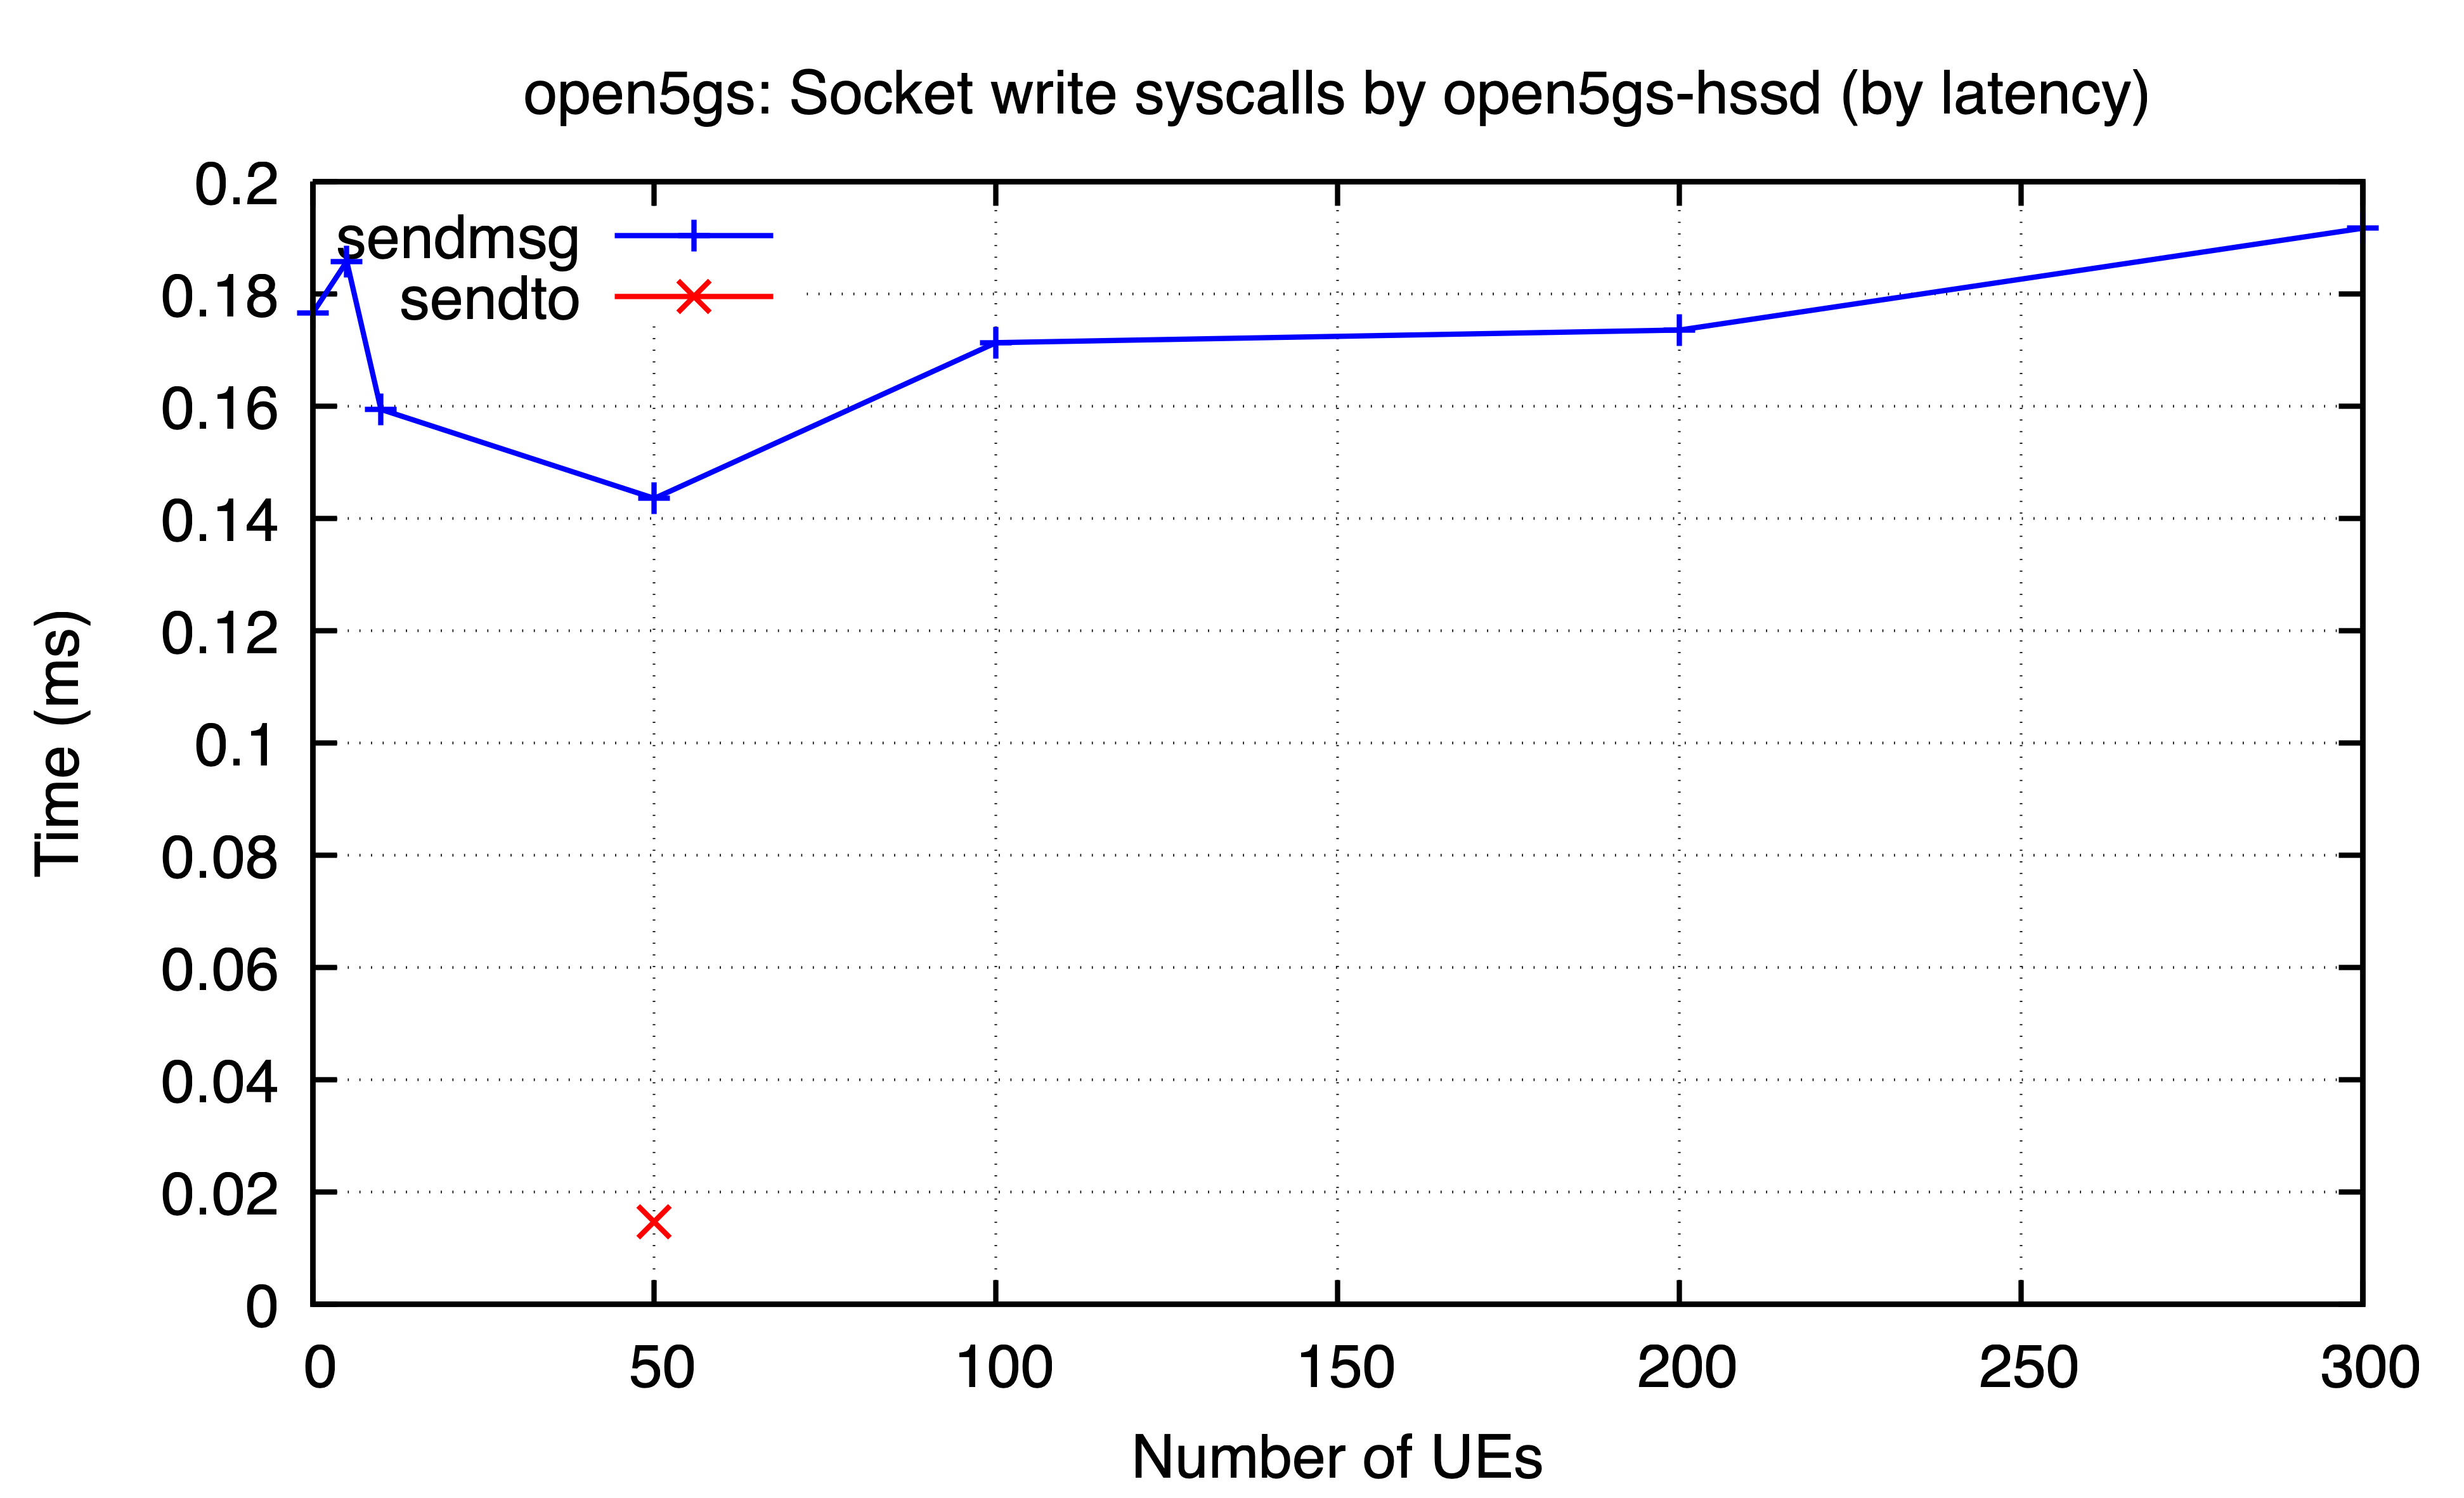 open5gs: Socket write syscalls by open5gs-hssd (by latency)
0.2
0.18
0.16
0.14
0.12
0.1
0.08
0.06
0.04
0.02
0
sendmsg
sendto
Time (ms)
0 50 100 150 200 250 300
Number of UEs